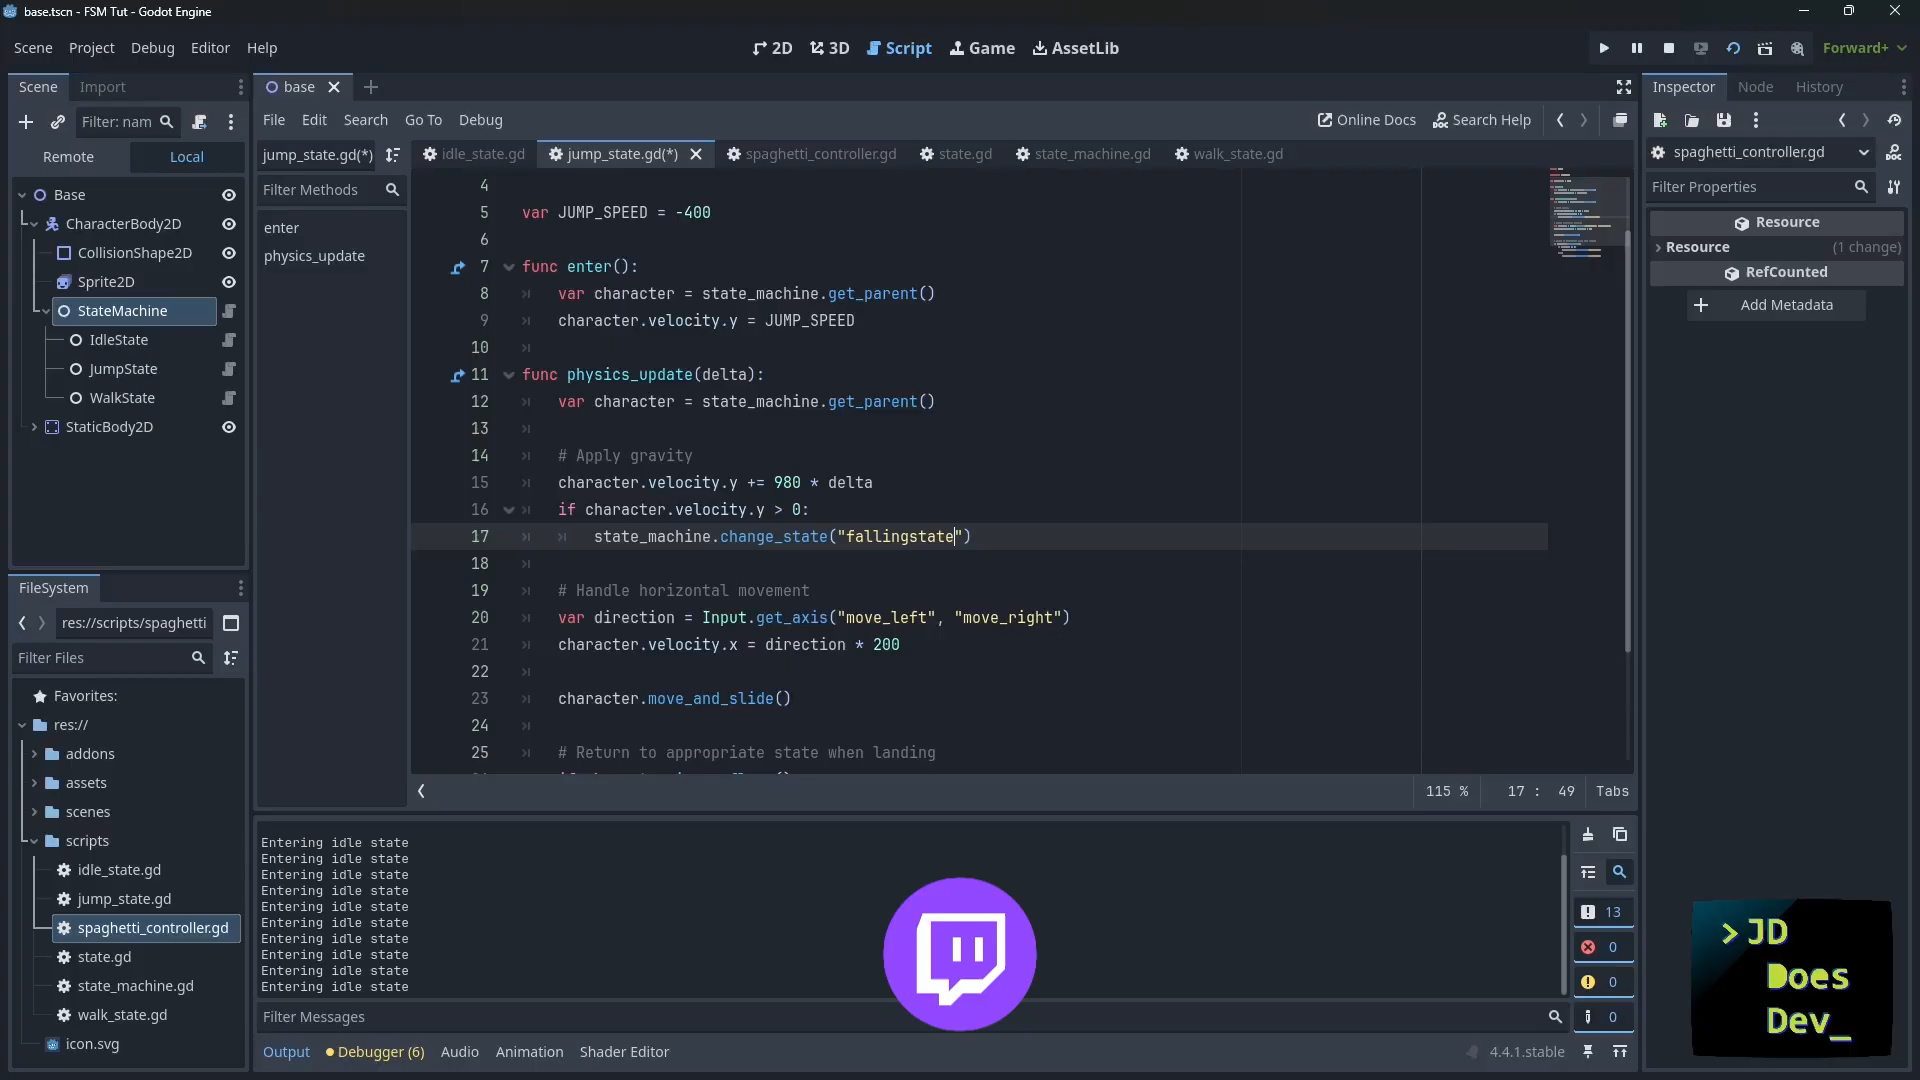 base.tscn - FSM Tut - Godot Engine
Scene Project Debug Editor Help
2D 3D Script Game AssetLib
Forward+
Scene Import
base
Inspector Node History
Filter: nam
File Edit Search Go To Debug
Online Docs Search Help
Remote Local
jump_state.gd(*)
idle_state.gd jump_state.gd(*) spaghetti_controller.gd state.gd state_machine.gd walk_state.gd
spaghetti_controller.gd
Filter Methods
Filter Properties
Base
CharacterBody2D
CollisionShape2D
Sprite2D
StateMachine
IdleState
JumpState
WalkState
StaticBody2D
enter
physics_update
4
5 var JUMP_SPEED = -400
6
7 func enter():
8 var character = state_machine.get_parent()
9 character.velocity.y = JUMP_SPEED
10
11 func physics_update(delta):
12 var character = state_machine.get_parent()
13
14 # Apply gravity
15 character.velocity.y += 980 * delta
16 if character.velocity.y > 0:
17 state_machine.change_state("fallingstate")
18
19 # Handle horizontal movement
20 var direction = Input.get_axis("move_left", "move_right")
21 character.velocity.x = direction * 200
22
23 character.move_and_slide()
24
25 # Return to appropriate state when landing
115 % 17 : 49 Tabs
Resource
Resource (1 change)
RefCounted
Add Metadata
FileSystem
res://scripts/spaghetti
Filter Files
Favorites:
res://
addons
assets
scenes
scripts
idle_state.gd
jump_state.gd
spaghetti_controller.gd
state.gd
state_machine.gd
walk_state.gd
icon.svg
Entering idle state
Entering idle state
Entering idle state
Entering idle state
Entering idle state
Entering idle state
Entering idle state
Entering idle state
Entering idle state
Entering idle state
13
0
0
0
Filter Messages
Output Debugger (6) Audio Animation Shader Editor
4.4.1.stable
>JD
Does
Dev_